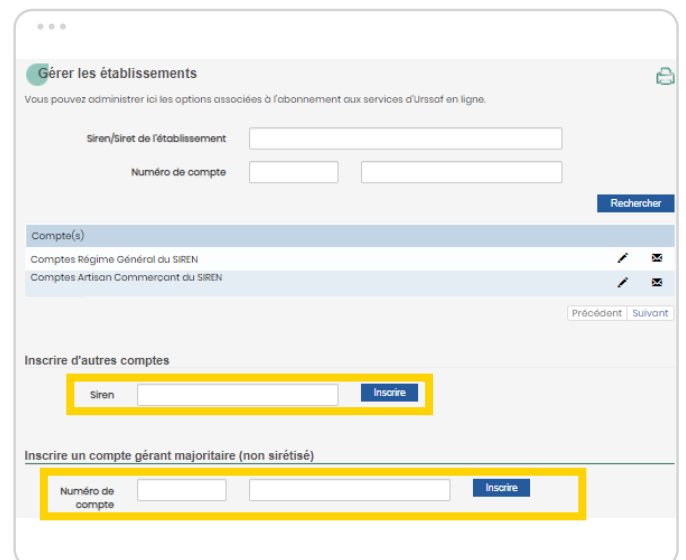 Gérer les établissements
Vous pouvez administrer ici les options associées à l'abonnement aux services d'Urssaf en ligne.
Siren/Siret de l'établissement
Numéro de compte
Rechercher
Compte(s)
Comptes Régime Général du SIREN
Comptes Artisan Commerçant du SIREN
Précédent Suivant
Inscrire d'autres comptes
Siren Inscrire
Inscrire un compte gérant majoritaire (non sirétisé)
Numéro de Inscrire
compte